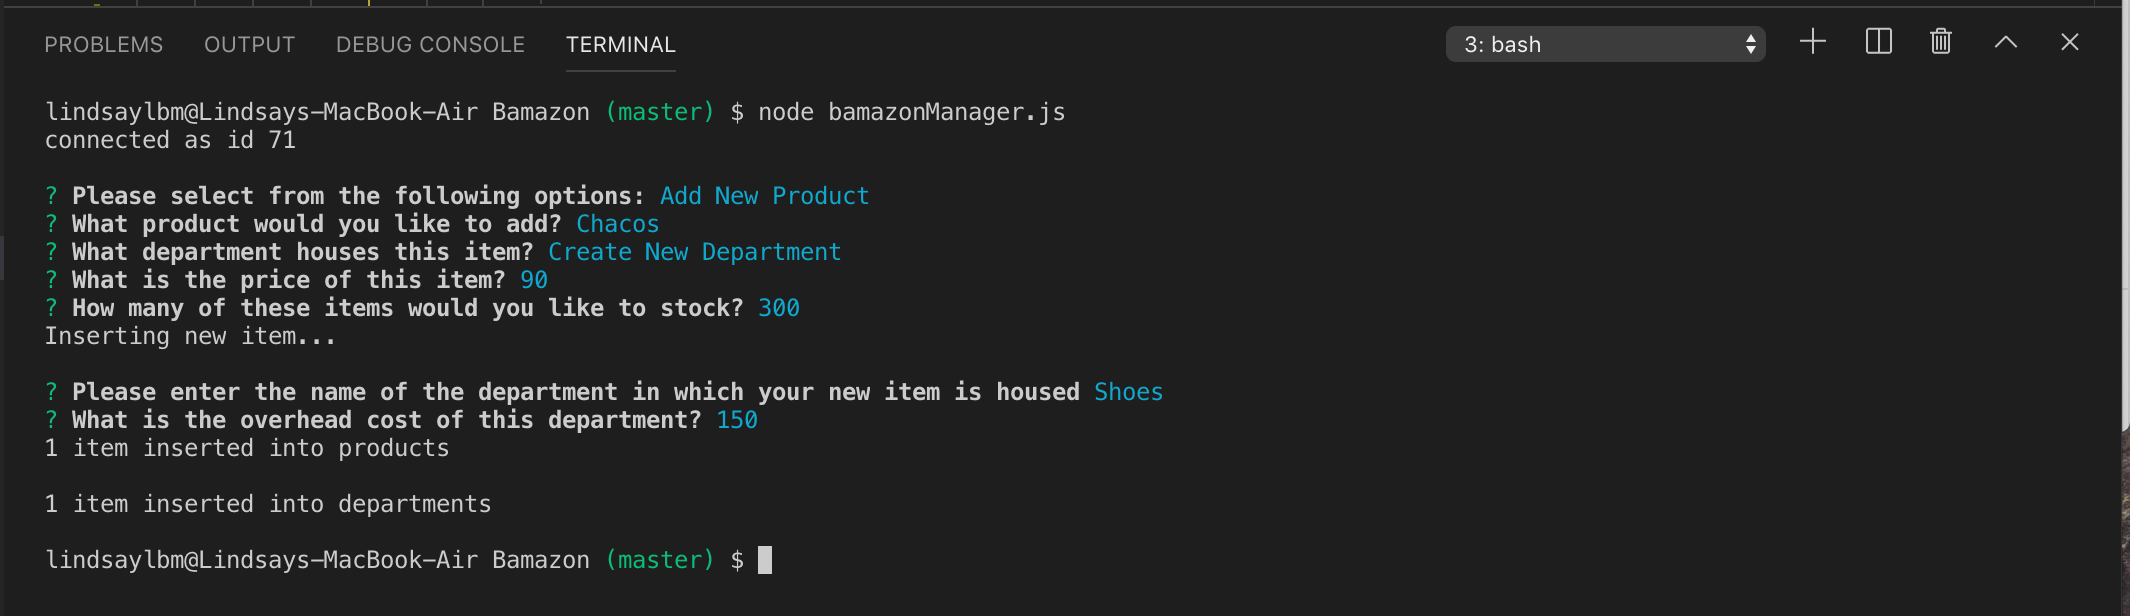 PROBLEMS OUTPUT DEBUG CONSOLE TERMINAL 3: bash
lindsaylbm@Lindsays-MacBook-Air Bamazon (master) $ node bamazonManager.js
connected as id 71
? Please select from the following options: Add New Product
? What product would you like to add? Chacos
? What department houses this item? Create New Department
? What is the price of this item? 90
? How many of these items would you like to stock? 300
Inserting new item...
? Please enter the name of the department in which your new item is housed Shoes
? What is the overhead cost of this department? 150
1 item inserted into products
1 item inserted into departments
lindsaylbm@Lindsays-MacBook-Air Bamazon (master) $